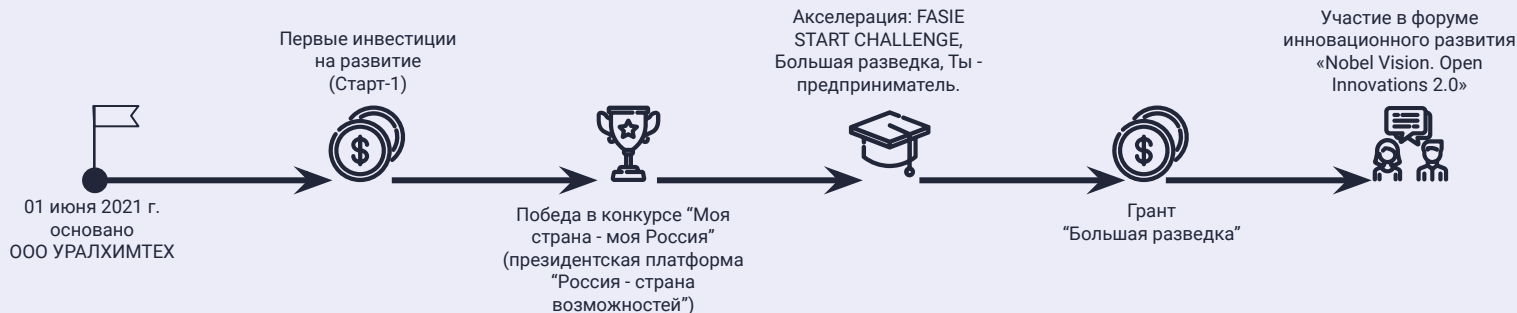 01 июня 2021 г.
основано
ООО УРАЛХИМТЕХ
Первые инвестиции
на развитие
(Старт-1)
Победа в конкурсе “Моя
страна - моя Россия”
(президентская платформа
“Россия - страна
возможностей”)
Акселерация: FASIE
START CHALLENGE,
Большая разведка, Ты -
предприниматель.
Грант
“Большая разведка”
Участие в форуме
инновационного развития
«Nobel Vision. Open
Innovations 2.0»